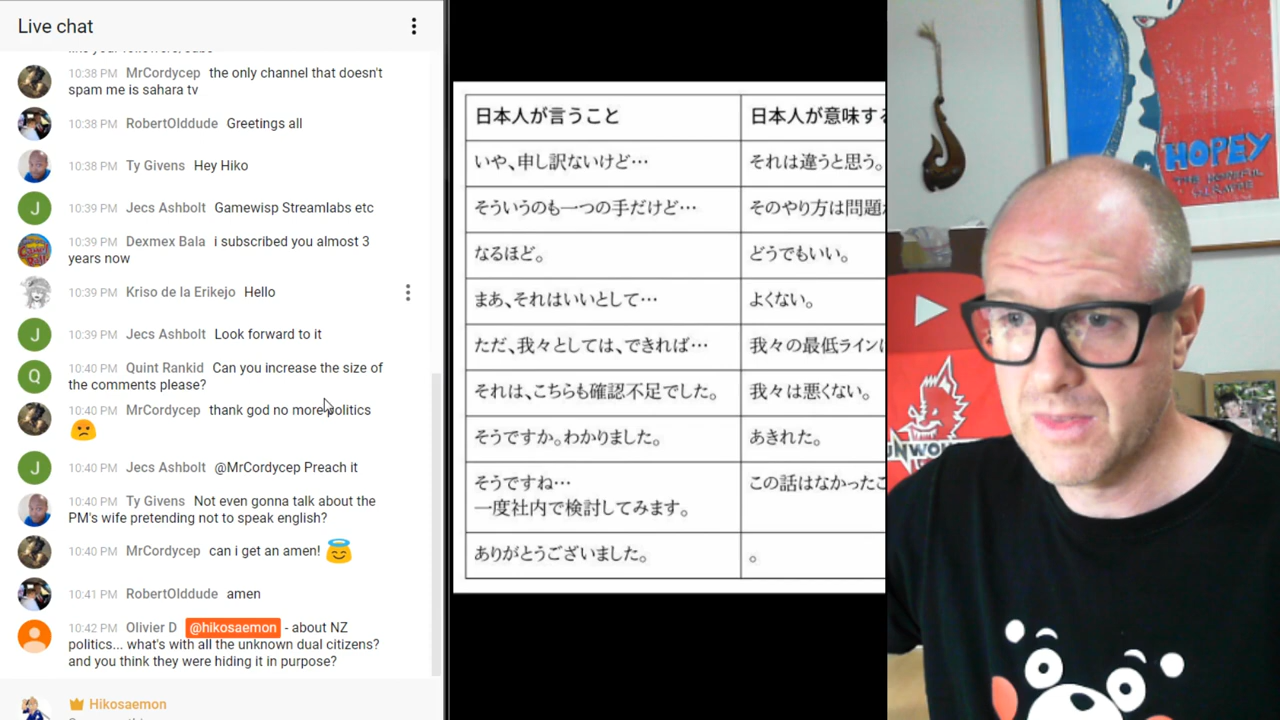 Live chat
10:38 PM MrCordycep the only channel that doesn't
spam me is sahara tv
10:38 PM RobertOlddude Greetings all
10:38 PM Ty Givens Hey Hiko
J
10:39 PM Jecs Ashbolt Gamewisp Streamlabs etc
10:39 PM Dexmex Bala i subscribed you almost 3
years now
10:39 PM Kriso de la Erikejo Hello
J
10:39 PM Jecs Ashbolt Look forward to it
Q
10:40 PM Quint Rankid Can you increase the size of
the comments please?
10:40 PM MrCordycep thank god no more politics
J
10:40 PM Jecs Ashbolt @MrCordycep Preach it
10:40 PM Ty Givens Not even gonna talk about the
PM's wife pretending not to speak english?
10:40 PM MrCordycep can i get an amen!
10:41 PM RobertOlddude amen
10:42 PM Olivier D @hikosaemon - about NZ
politics... what's with all the unknown dual citizens?
and you think they were hiding it in purpose?
Hikosaemon
日本人が言うこと 日本人が意味する
いや、申し訳ないけど… それは違うと思う。
そういうのも一つの手だけど… そのやり方は問題
なるほど。 どうでもいい。
まあ、それはいいとして… よくない。
ただ、我々としては、できれば… 我々の最低ライン
それは、こちらも確認不足でした。 我々は悪くない。
そうですか。わかりました。 あきれた。
そうですね… この話はなかったこ
一度社内で検討してみます。
ありがとうございました。 。
HOPEY
THE HOPEFUL